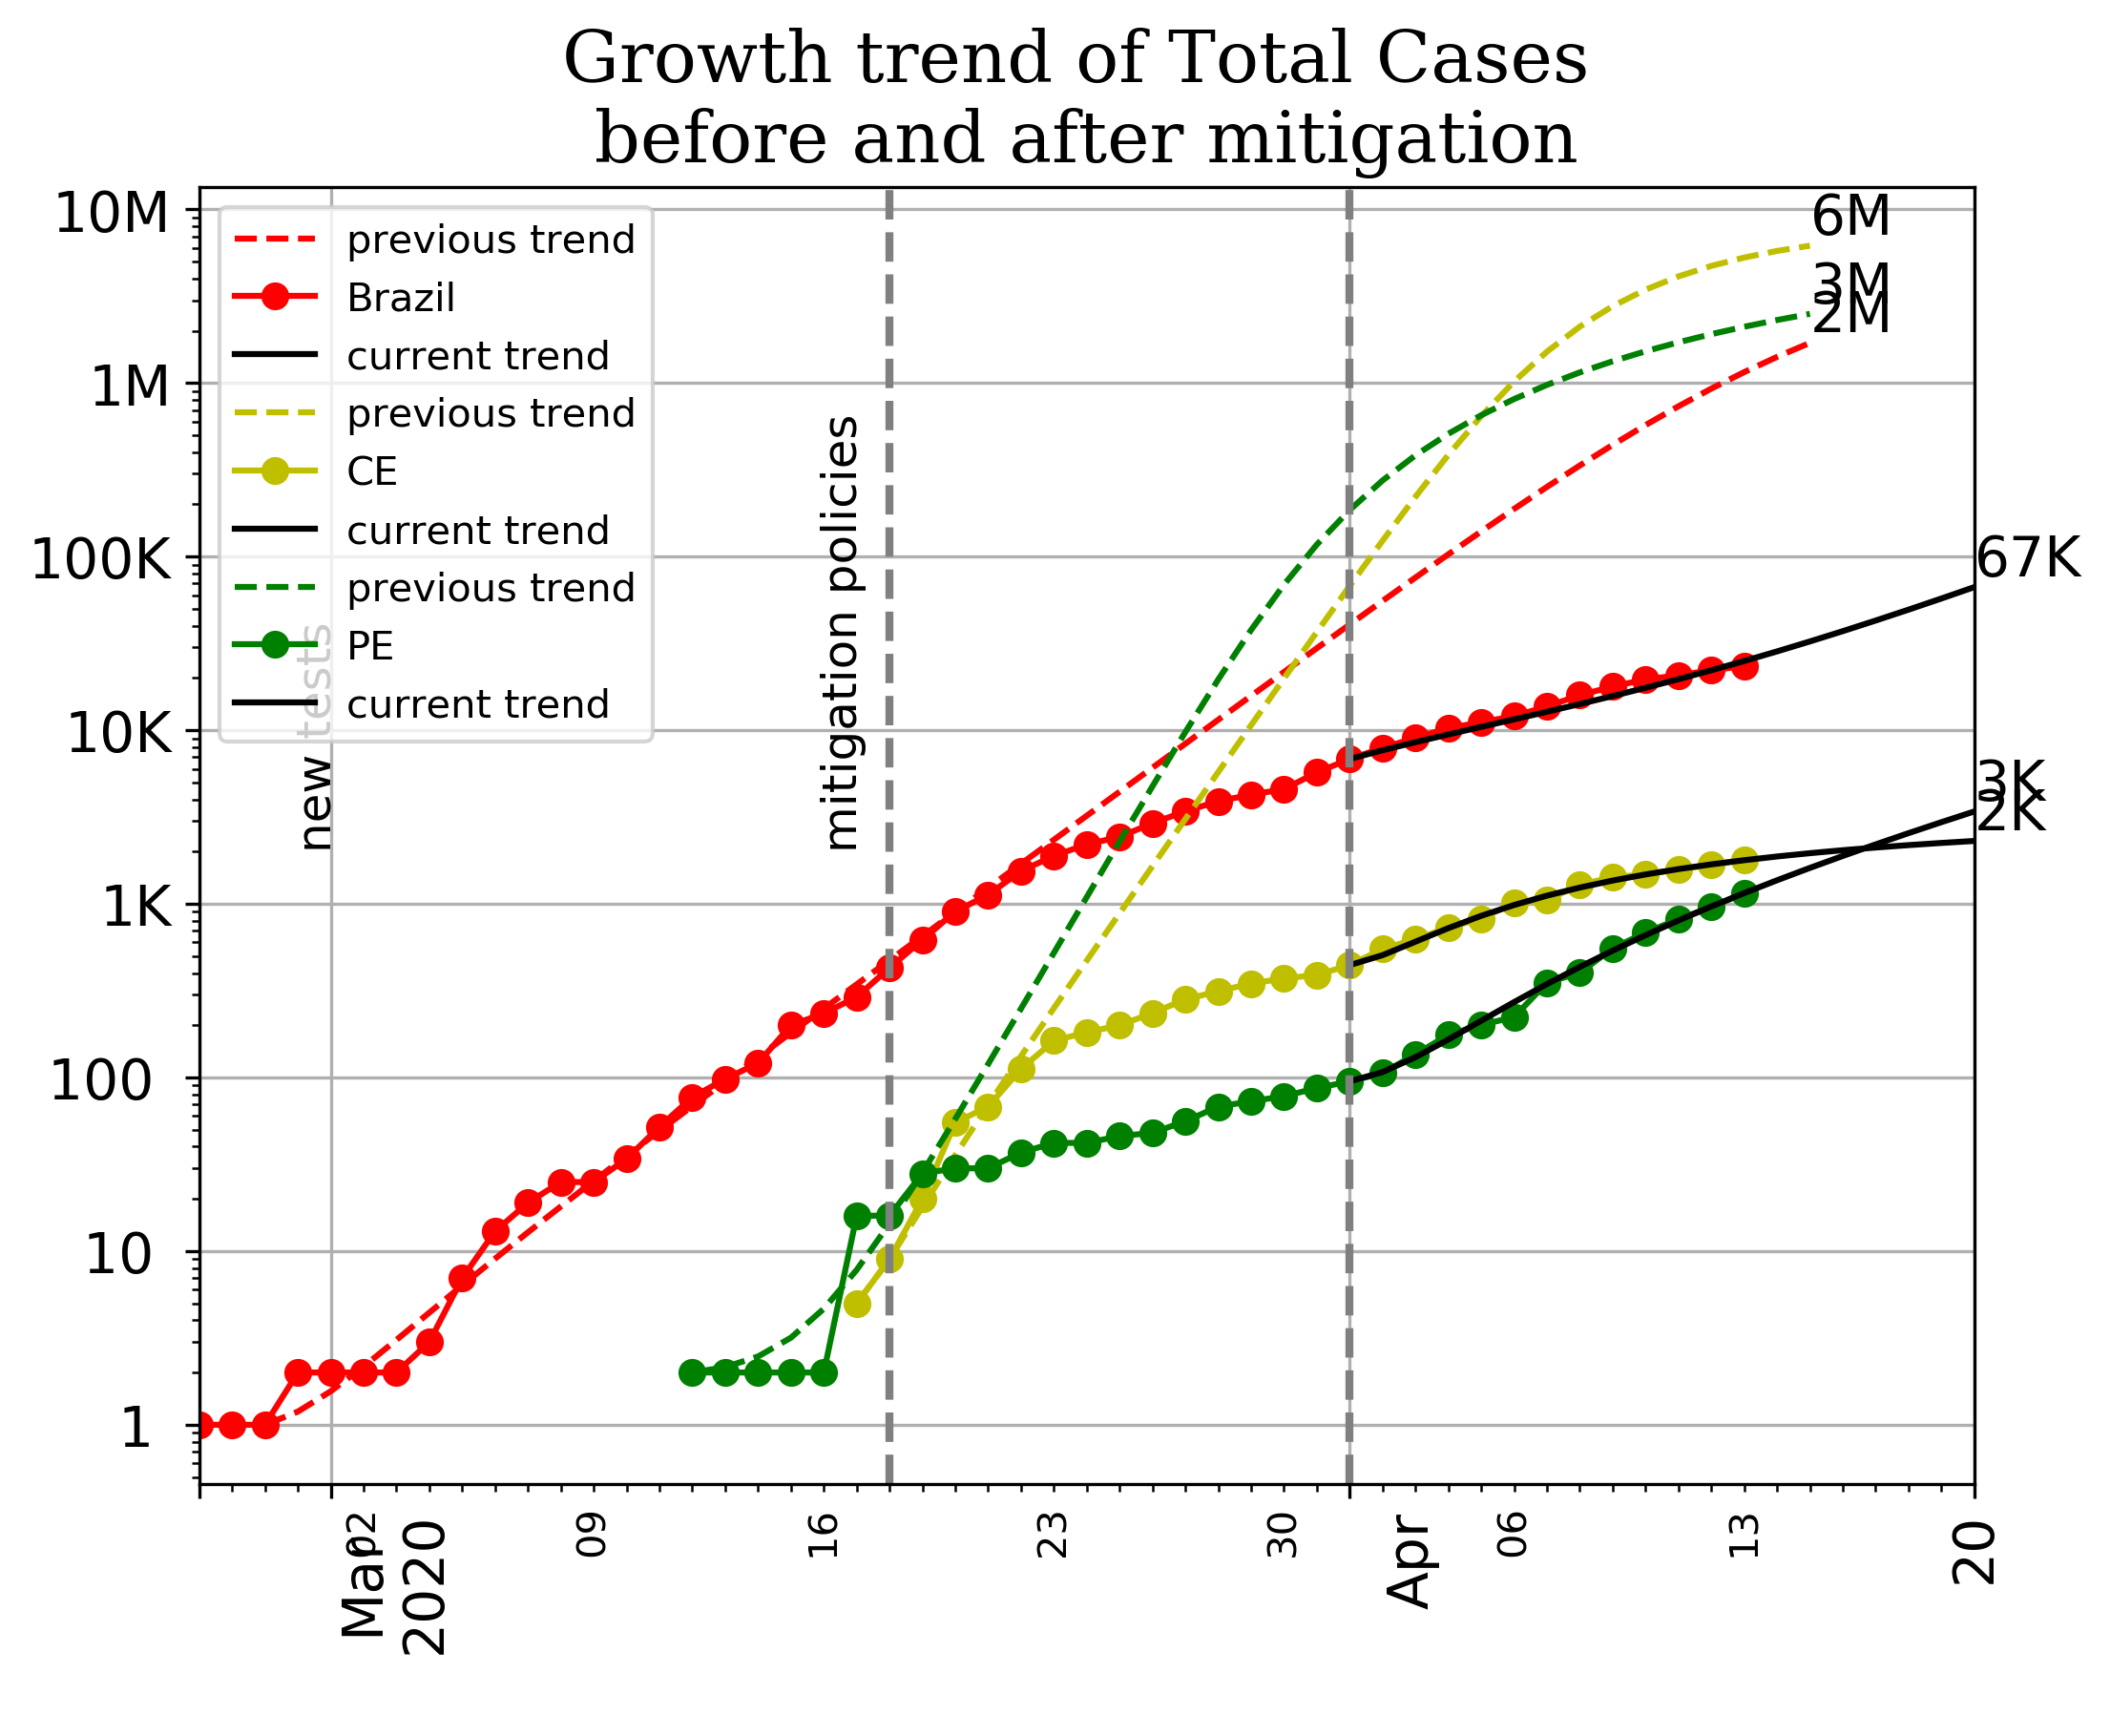 Growth trend of Total Cases
before and after mitigation
10M
1M
100K
10K
1K
100
10
1
previous trend
Brazil
current trend
previous trend
CE
current trend
previous trend
PE
current trend
new tests
mitigation policies
6M
3M
2M
67K
3K
2K
02
09
16
23
30
06
13
20
Mar
2020
Apr